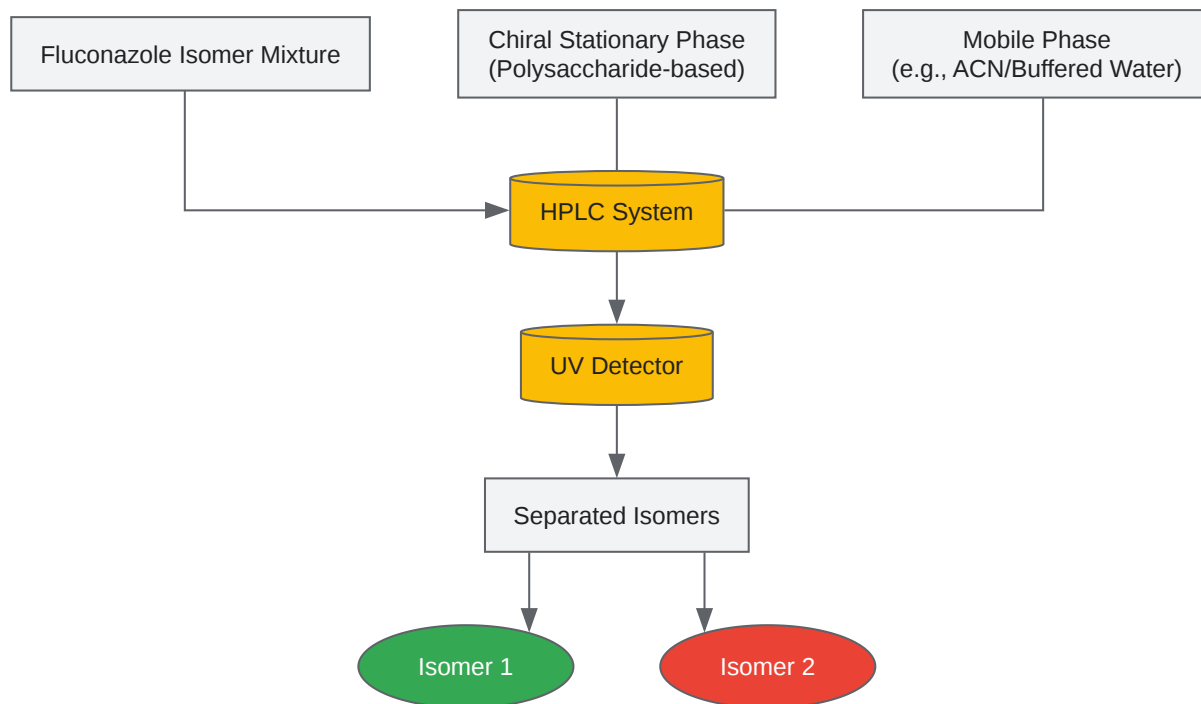 Fluconazole Isomer Mixture
Chiral Stationary Phase
(Polysaccharide-based)
Mobile Phase
(e.g., ACN/Buffered Water)
HPLC System
UV Detector
Separated Isomers
Isomer 1
Isomer 2